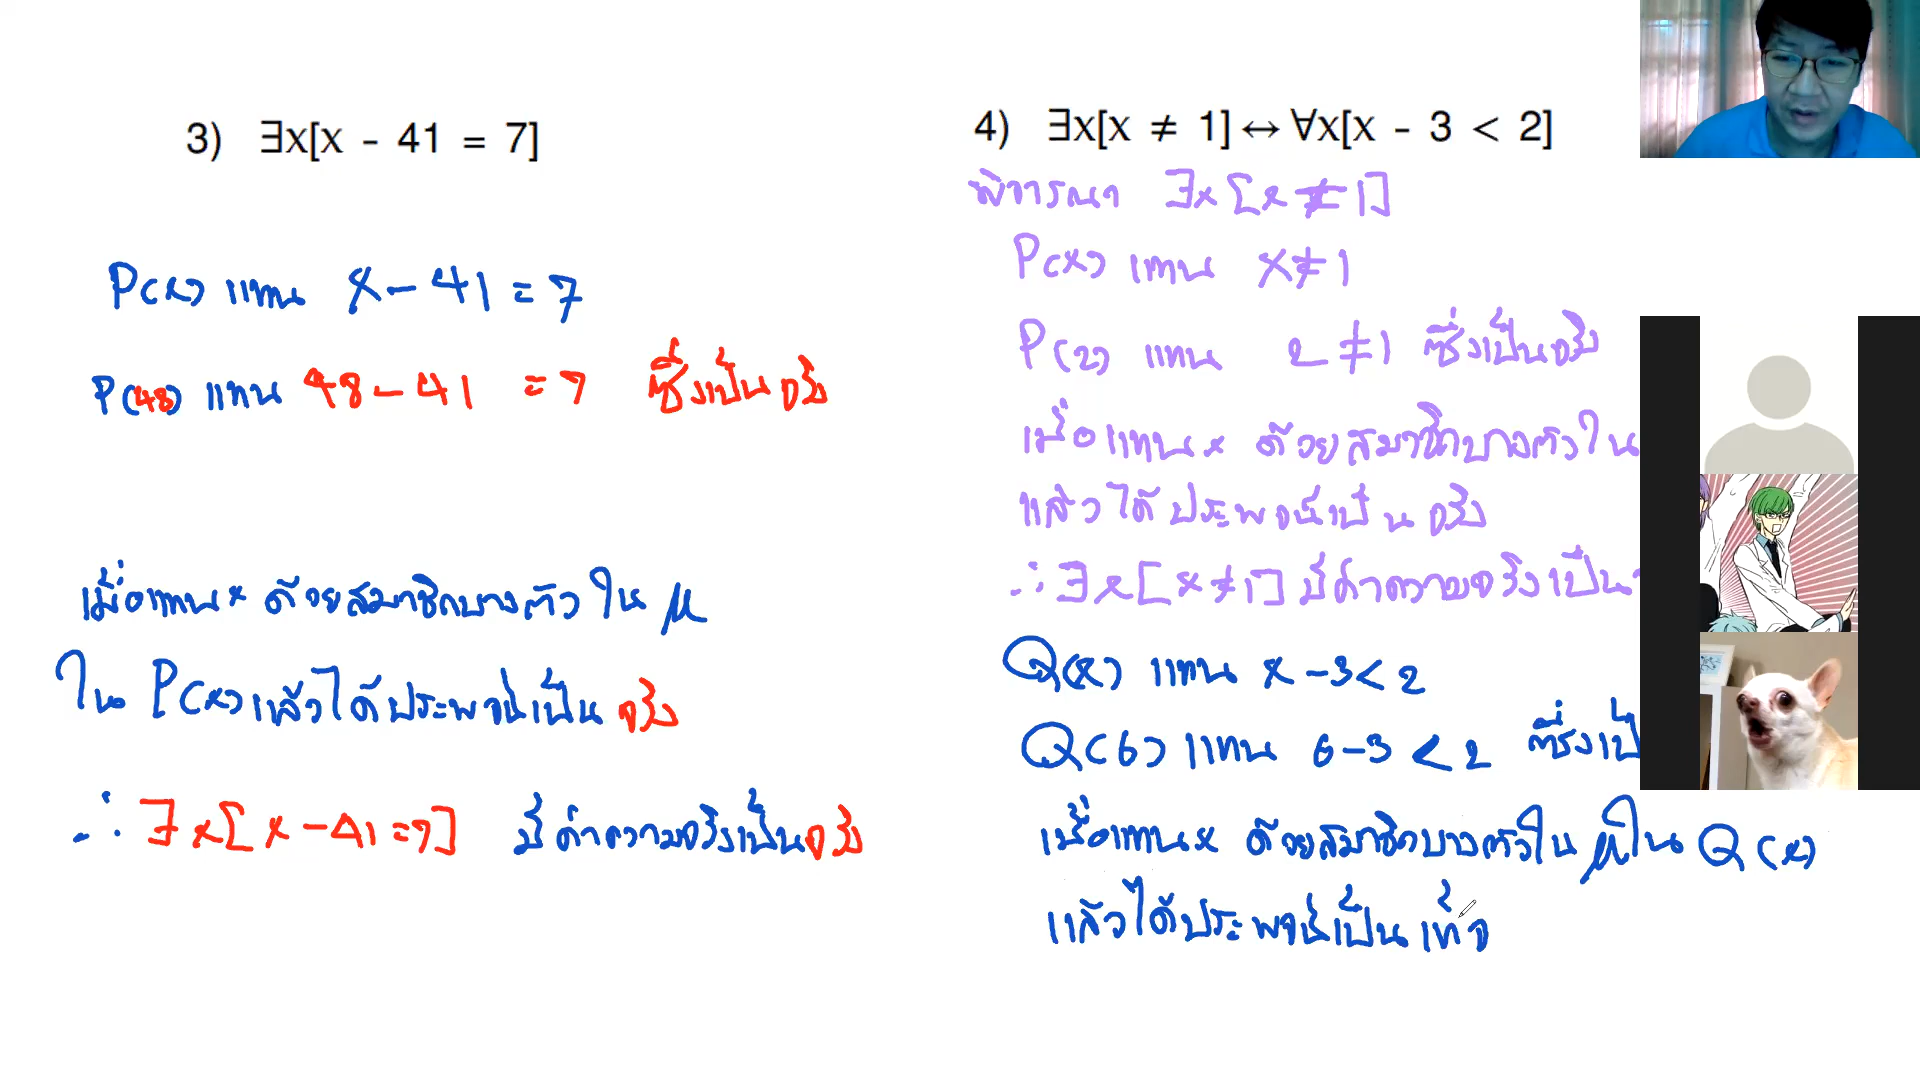 3) ∃x[x - 41 = 7]
P(x) แทน x - 41 = 7
P(48) แทน 48 - 41 = 7 ซึ่งเป็นจริง
เมื่อแทน x ด้วยสมาชิกบางตัวใน μ
ใน P(x) แล้วได้ประพจน์เป็นจริง
∴ ∃x[x - 41 = 7] มีค่าความจริงเป็นจริง
4) ∃x[x ≠ 1] ↔ ∀x[x - 3 < 2]
พิจารณา ∃x[x ≠ 1]
P(x) แทน x ≠ 1
P(2) แทน 2 ≠ 1 ซึ่งเป็นจริง
เมื่อแทน x ด้วยสมาชิกบางตัวใน
แล้วได้ประพจน์เป็นจริง
∴ ∃x[x ≠ 1] มีค่าความจริงเป็น
Q(x) แทน x - 3 < 2
Q(6) แทน 6 - 3 < 2 ซึ่งเป็
เมื่อแทน x ด้วยสมาชิกบางตัวใน μ ใน Q(x)
แล้วได้ประพจน์เป็นเท็จ